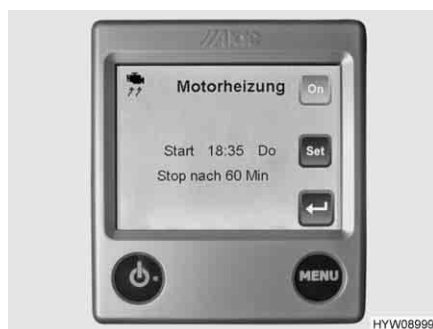 Motorheizung
On
Start 18:35 Do
Set
Stop nach 60 Min
MENU
HYW08999